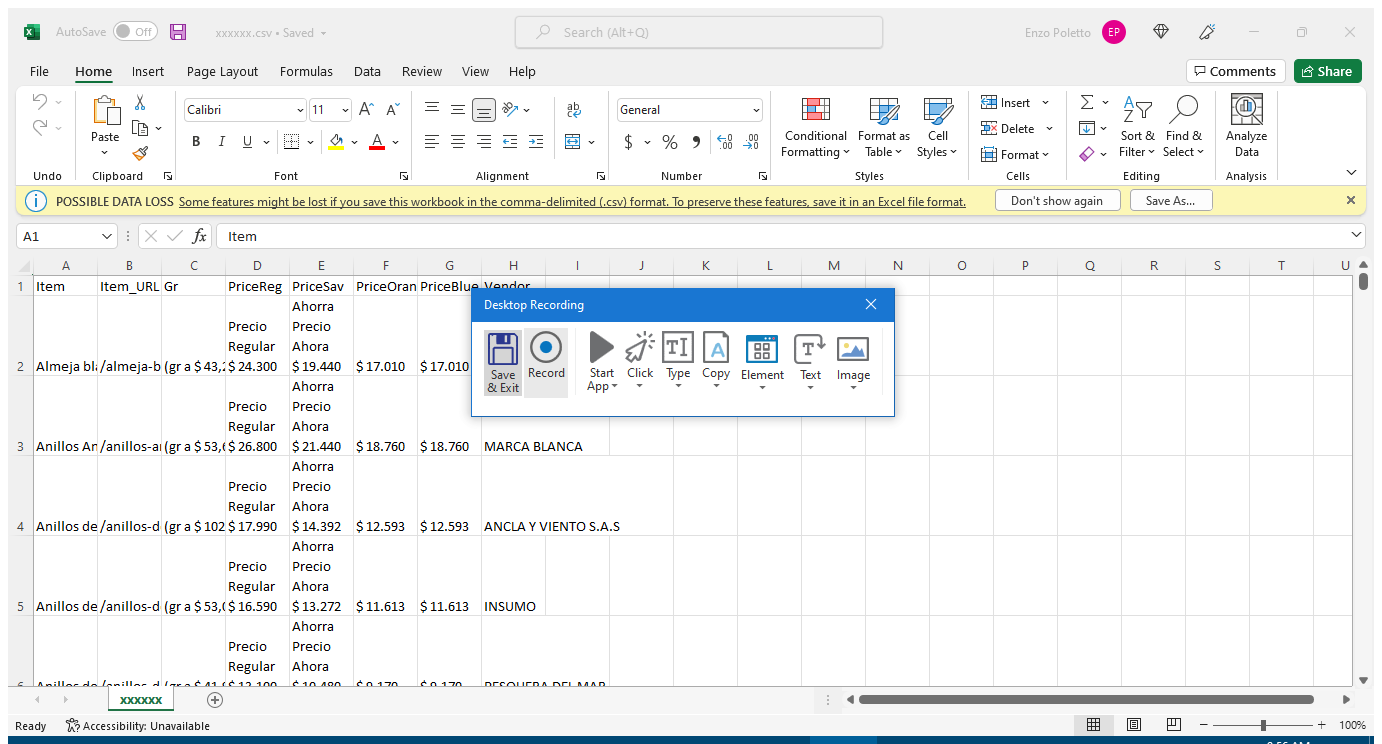 AutoSave Off xxxxxx.csv • Saved Search (Alt+Q) Enzo Poletto EP
File Home Insert Page Layout Formulas Data Review View Help Comments Share
Undo
Paste
Clipboard
Calibri 11
B I U
Font
ab
Alignment
General
$ % 9
Number
Conditional Formatting
Format as Table
Cell Styles
Styles
Insert
Delete
Format
Cells
Sort & Filter
Find & Select
Editing
Analyze Data
Analysis
POSSIBLE DATA LOSS Some features might be lost if you save this workbook in the comma-delimited (.csv) format. To preserve these features, save it in an Excel file format. Don't show again Save As...
A1 fx Item
A B C D E F G H I J K L M N O P Q R S T U
1 Item Item_URL Gr PriceReg PriceSav PriceOran PriceBlue Vendor
Desktop Recording
Save & Exit
Record
Start App
Click
Type
Copy
Element
Text
Image
Ahorra
Precio Precio
Regular Ahora
2 Almeja bl /almeja-b (gr a $ 43, $ 24.300 $ 19.440 $ 17.010 $ 17.010
Ahorra
Precio Precio
Regular Ahora
3 Anillos An /anillos-a (gr a $ 53, $ 26.800 $ 21.440 $ 18.760 $ 18.760 MARCA BLANCA
Ahorra
Precio Precio
Regular Ahora
4 Anillos de /anillos-d (gr a $ 102 $ 17.990 $ 14.392 $ 12.593 $ 12.593 ANCLA Y VIENTO S.A.S
Ahorra
Precio Precio
Regular Ahora
5 Anillos de /anillos-d (gr a $ 53, $ 16.590 $ 13.272 $ 11.613 $ 11.613 INSUMO
Ahorra
Precio Precio
Regular Ahora
6 Anillos de /anillos-d (gr a $ 41, $ 13.100 $ 10.480 $ 9.170 $ 9.170 PESQUERA DEL MAR
xxxxxx
Ready Accessibility: Unavailable 100%